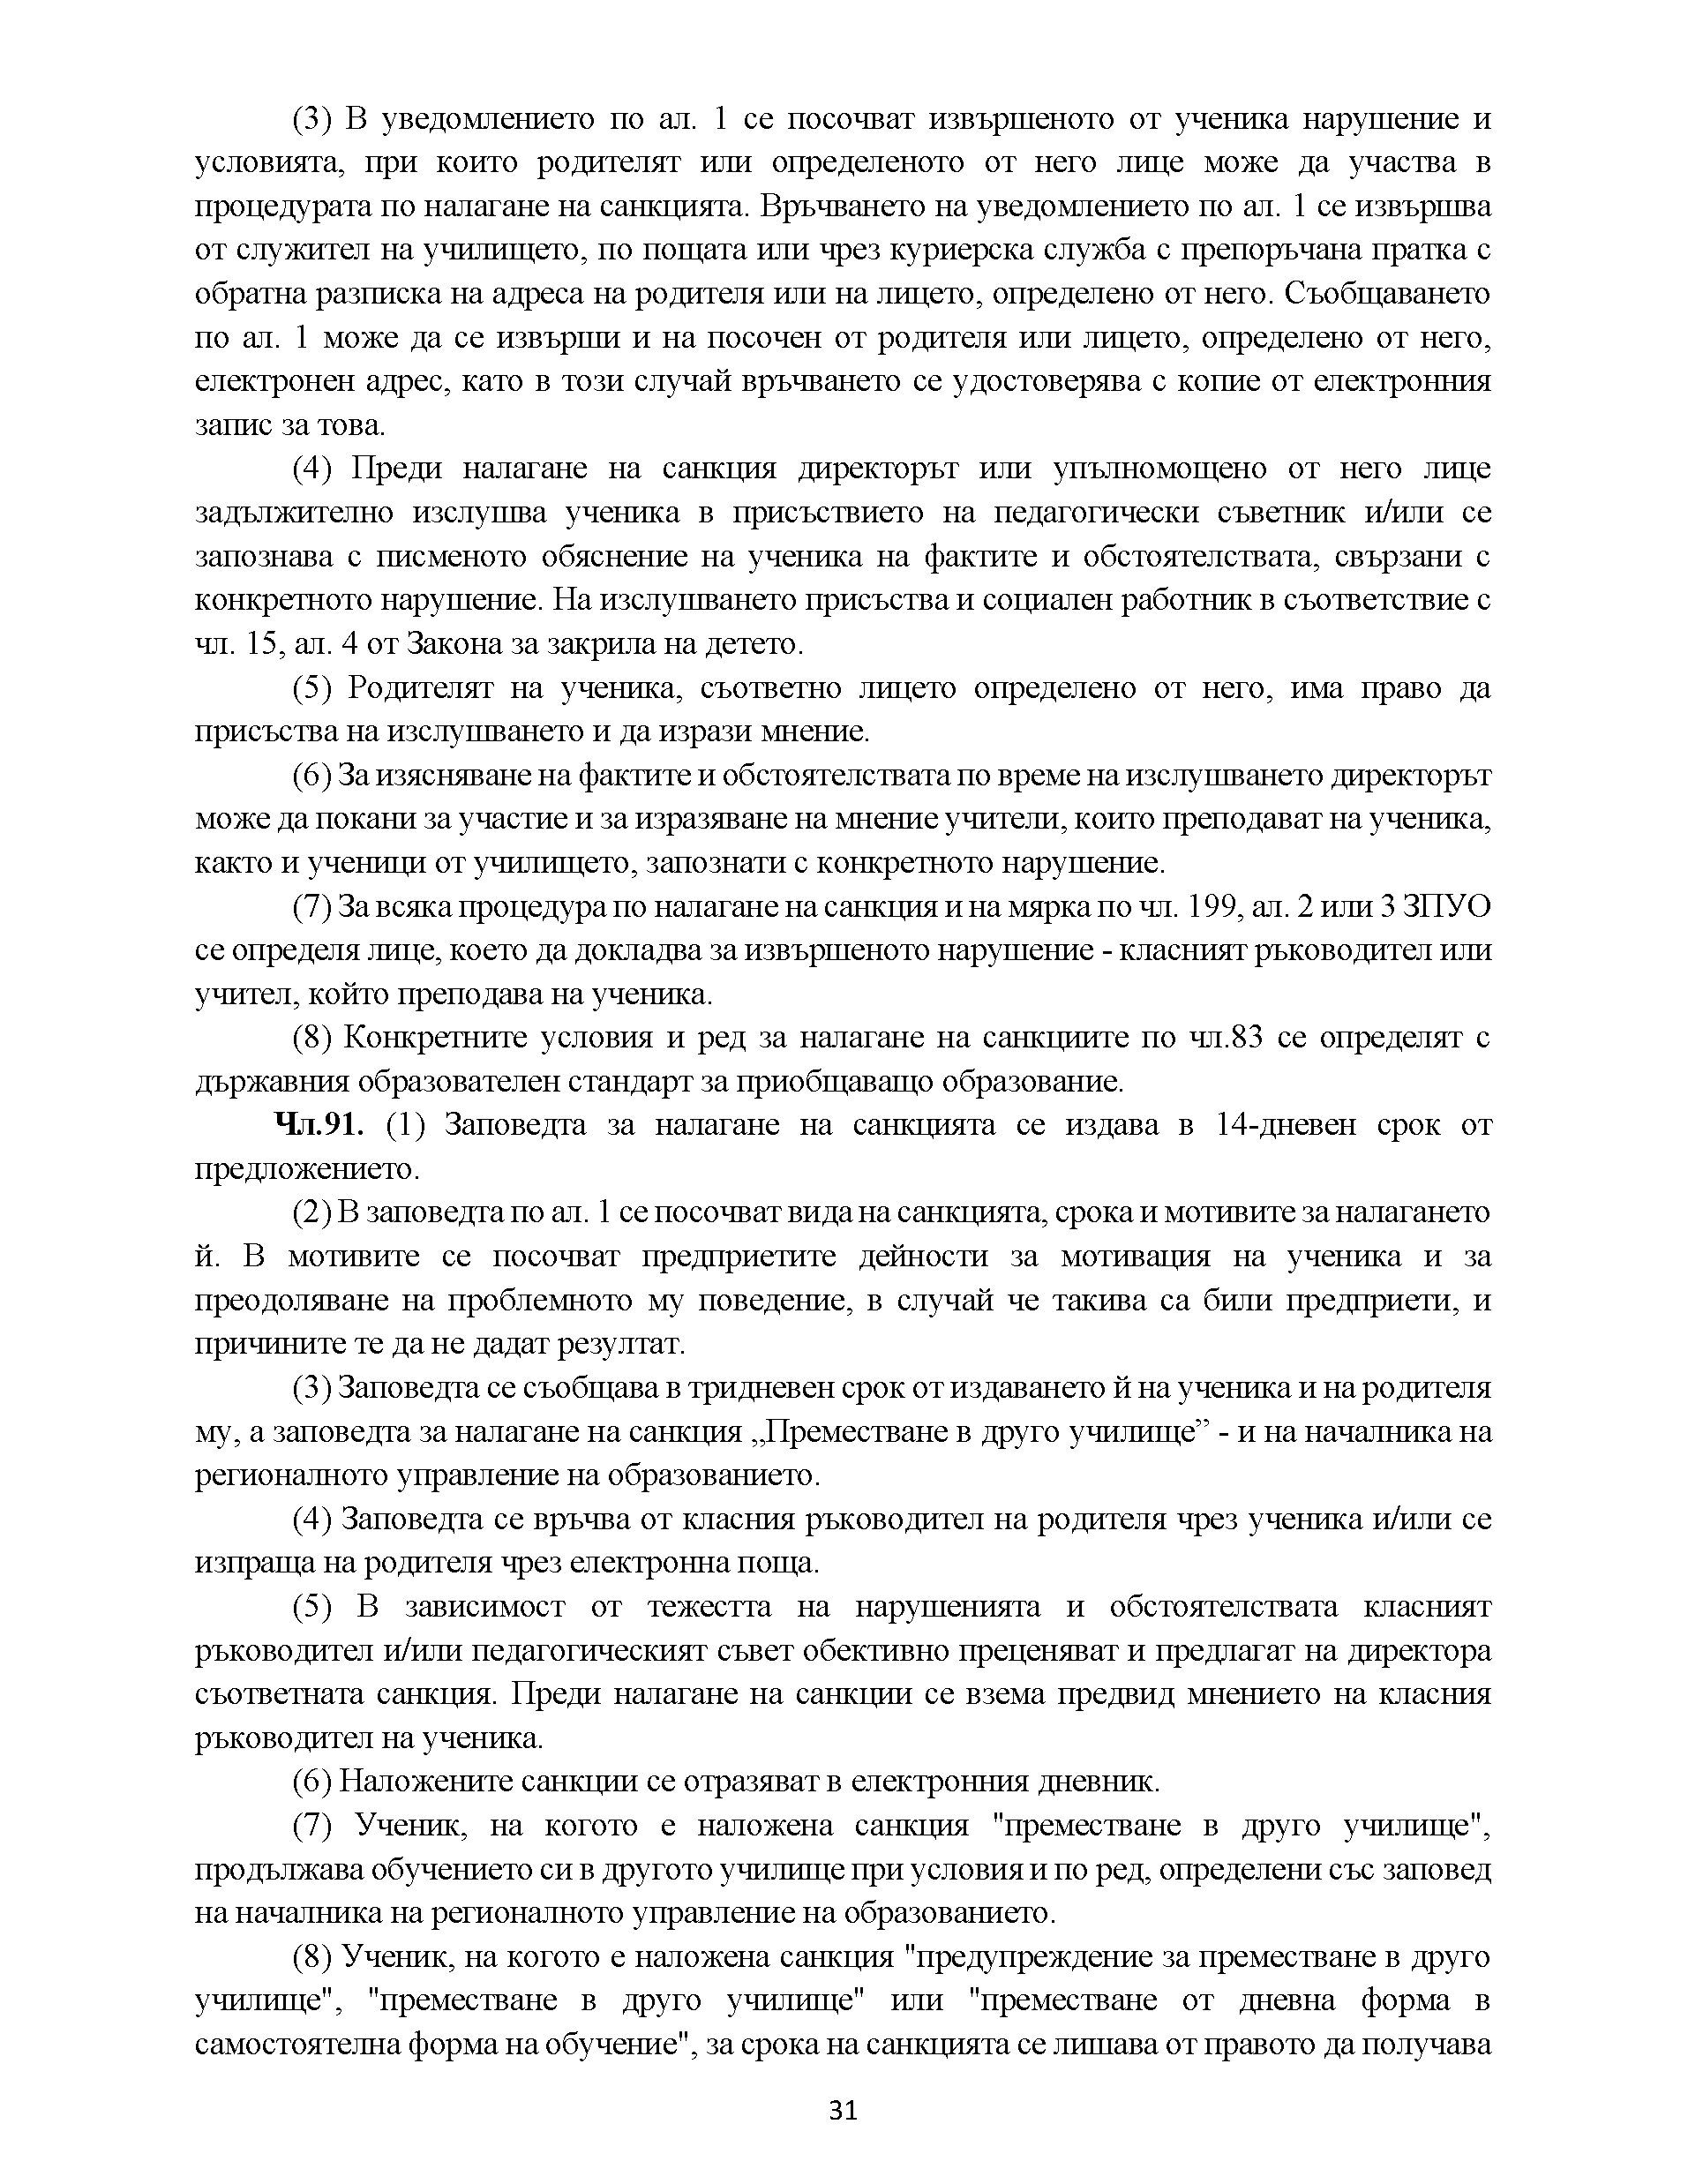 (3) В уведомлението по ал. 1 се посочват извършеното от ученика нарушение и
условията, при които родителят или определеното от него лице може да участва в
процедурата по налагане на санкцията. Връчването на уведомлението по ал. 1 се извършва
от служител на училището, по пощата или чрез куриерска служба с препоръчана пратка с
обратна разписка на адреса на родителя или на лицето, определено от него. Съобщаването
по ал. 1 може да се извърши и на посочен от родителя или лицето, определено от него,
електронен адрес, като в този случай връчването се удостоверява с копие от електронния
запис за това.
(4) Преди налагане на санкция директорът или упълномощено от него лице
задължително изслушва ученика в присъствието на педагогически съветник и/или се
запознава с писменото обяснение на ученика на фактите и обстоятелствата, свързани с
конкретното нарушение. На изслушването присъства и социален работник в съответствие с
чл. 15, ал. 4 от Закона за закрила на детето.
(5) Родителят на ученика, съответно лицето определено от него, има право да
присъства на изслушването и да изрази мнение.
(6) За изясняване на фактите и обстоятелствата по време на изслушването директорът
може да покани за участие и за изразяване на мнение учители, които преподават на ученика,
както и ученици от училището, запознати с конкретното нарушение.
(7) За всяка процедура по налагане на санкция и на мярка по чл. 199, ал. 2 или 3 ЗПУО
се определя лице, което да докладва за извършеното нарушение - класният ръководител или
учител, който преподава на ученика.
(8) Конкретните условия и ред за налагане на санкциите по чл.83 се определят с
държавния образователен стандарт за приобщаващо образование.
Чл.91. (1) Заповедта за налагане на санкцията се издава в 14-дневен срок от
предложението.
(2) В заповедта по ал. 1 се посочват вида на санкцията, срока и мотивите за налагането
й. В мотивите се посочват предприетите дейности за мотивация на ученика и за
преодоляване на проблемното му поведение, в случай че такива са били предприети, и
причините те да не дадат резултат.
(3) Заповедта се съобщава в тридневен срок от издаването й на ученика и на родителя
му, а заповедта за налагане на санкция „Преместване в друго училище” - и на началника на
регионалното управление на образованието.
(4) Заповедта се връчва от класния ръководител на родителя чрез ученика и/или се
изпраща на родителя чрез електронна поща.
(5) В зависимост от тежестта на нарушенията и обстоятелствата класният
ръководител и/или педагогическият съвет обективно преценяват и предлагат на директора
съответната санкция. Преди налагане на санкции се взема предвид мнението на класния
ръководител на ученика.
(6) Наложените санкции се отразяват в електронния дневник.
(7) Ученик, на когото е наложена санкция "преместване в друго училище",
продължава обучението си в другото училище при условия и по ред, определени със заповед
на началника на регионалното управление на образованието.
(8) Ученик, на когото е наложена санкция "предупреждение за преместване в друго
училище", "преместване в друго училище" или "преместване от дневна форма в
самостоятелна форма на обучение", за срока на санкцията се лишава от правото да получава
31